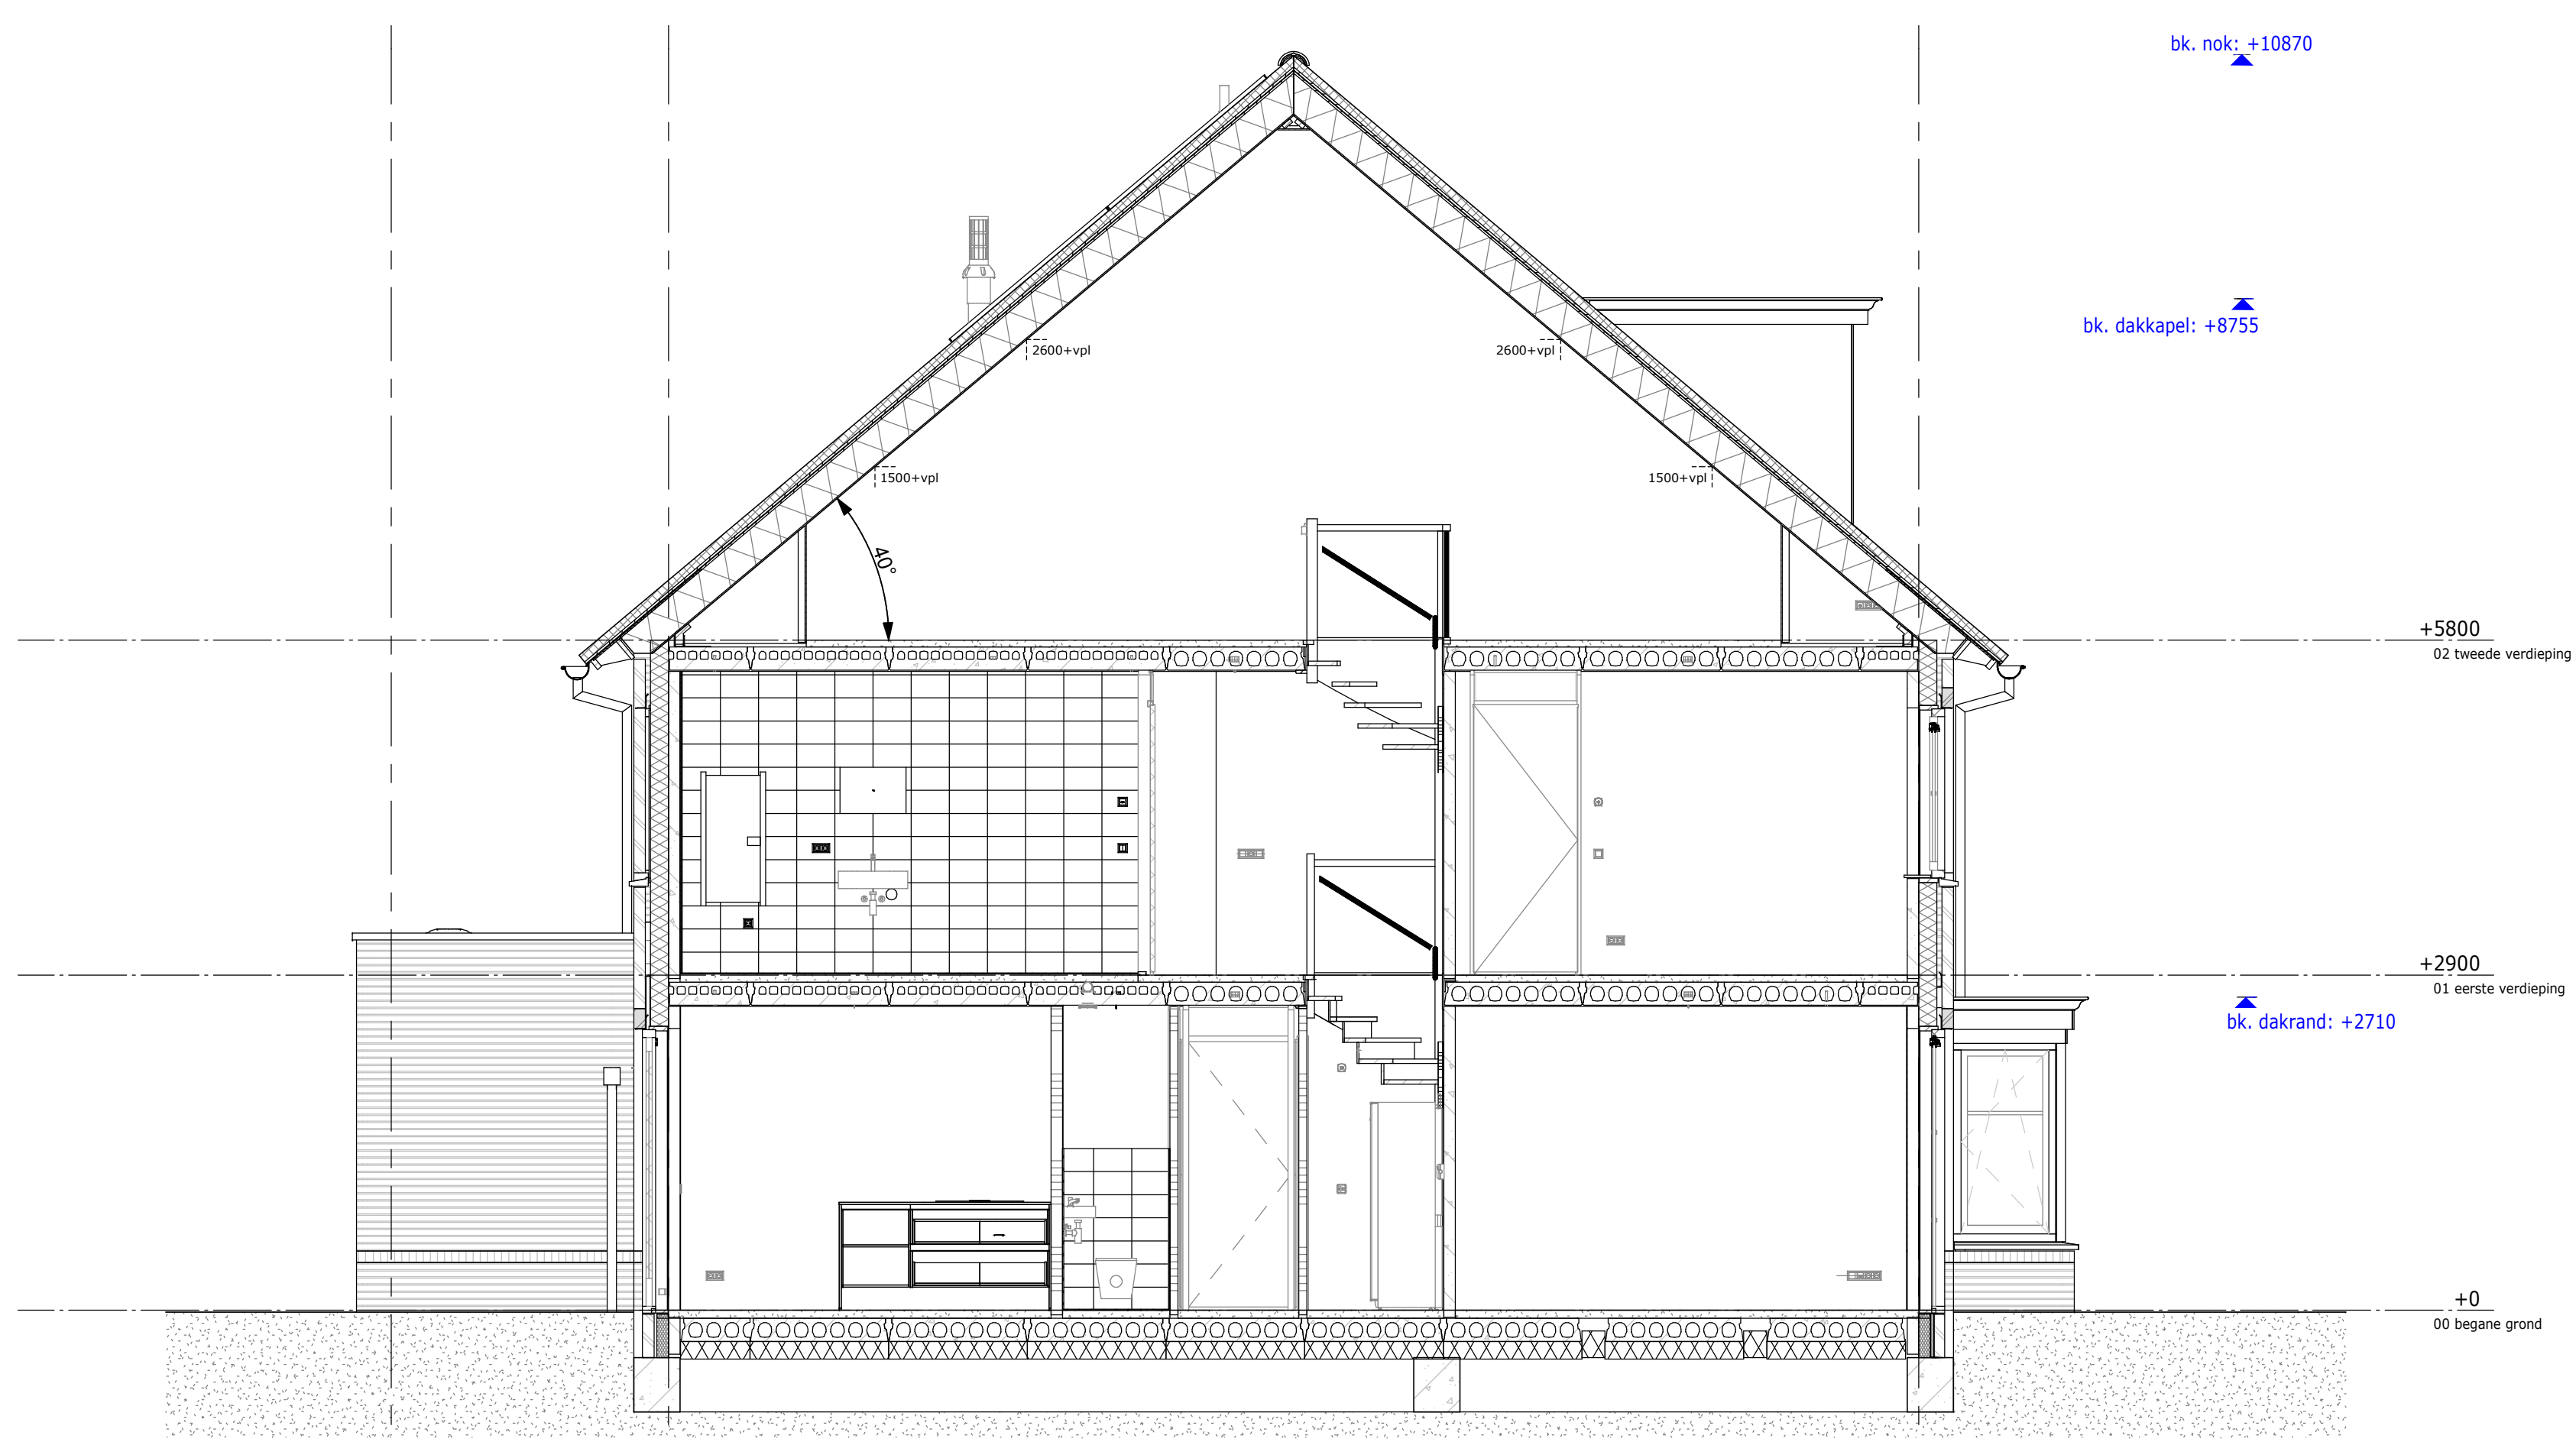 bk. nok: +10870
bk. dakkapel: +8755
2600+vpl
2600+vpl
1500+vpl
1500+vpl
40°
+5800
02 tweede verdieping
+2900
01 eerste verdieping
bk. dakrand: +2710
+0
00 begane grond